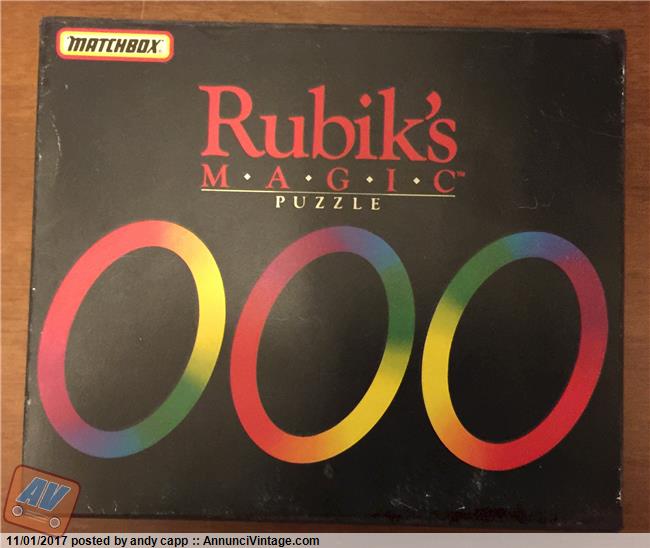 MATCHBOX
Rubik's
M·A·G·I·C™
PUZZLE
AV
11/01/2017 posted by andy capp :: AnnunciVintage.com